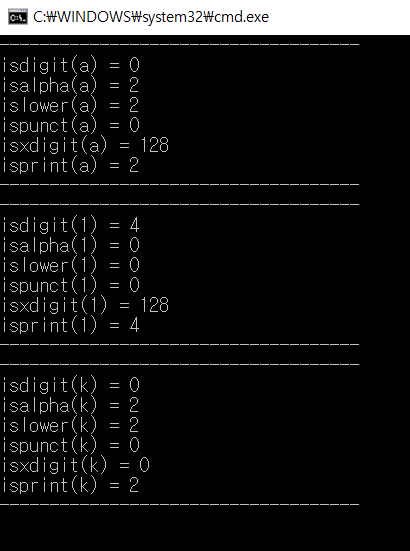 C:₩WINDOWS₩system32₩cmd.exe
------------------------------------
isdigit(a) = 0
isalpha(a) = 2
islower(a) = 2
ispunct(a) = 0
isxdigit(a) = 128
isprint(a) = 2
------------------------------------
------------------------------------
isdigit(1) = 4
isalpha(1) = 0
islower(1) = 0
ispunct(1) = 0
isxdigit(1) = 128
isprint(1) = 4
------------------------------------
------------------------------------
isdigit(k) = 0
isalpha(k) = 2
islower(k) = 2
ispunct(k) = 0
isxdigit(k) = 0
isprint(k) = 2
------------------------------------